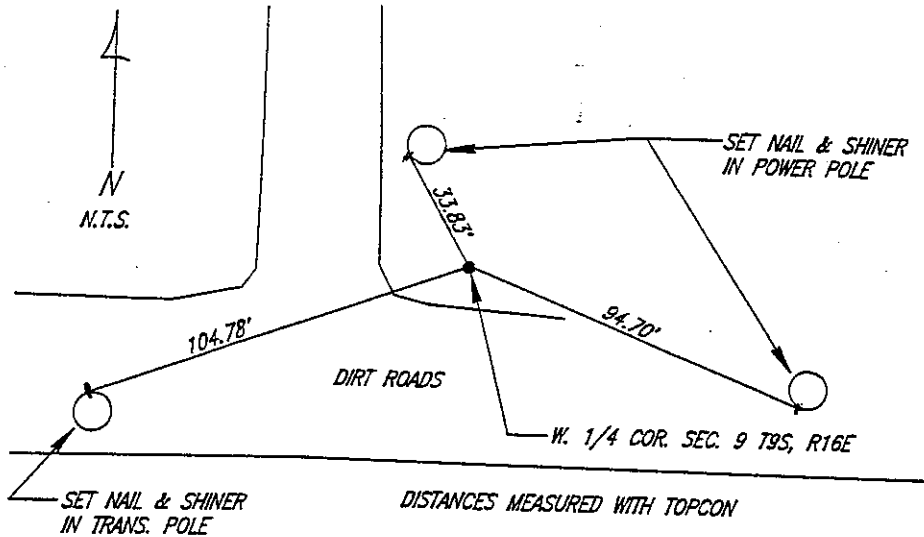 SET NAIL & SHINER
IN POWER POLE
N
N.T.S.
33.83'
104.78'
94.70'
DIRT ROADS
W. 1/4 COR. SEC. 9 T9S, R16E
SET NAIL & SHINER
IN TRANS. POLE
DISTANCES MEASURED WITH TOPCON